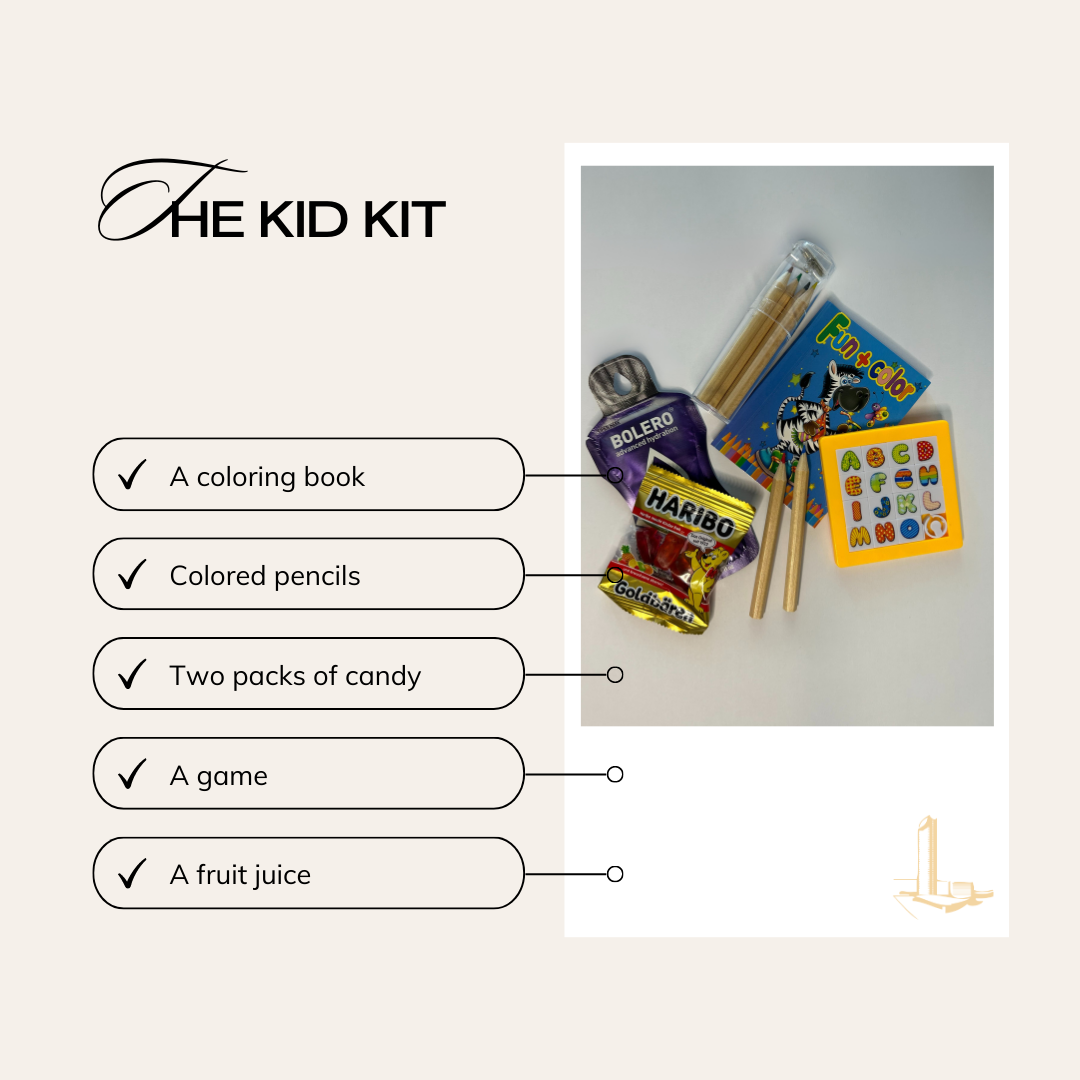 THE KID KIT
A coloring book
Colored pencils
Two packs of candy
A game
A fruit juice
Fun + color
BOLERO
advanced hydration
HARIBO
Goldbären
A B C D
E F G H
I J K L
M N O